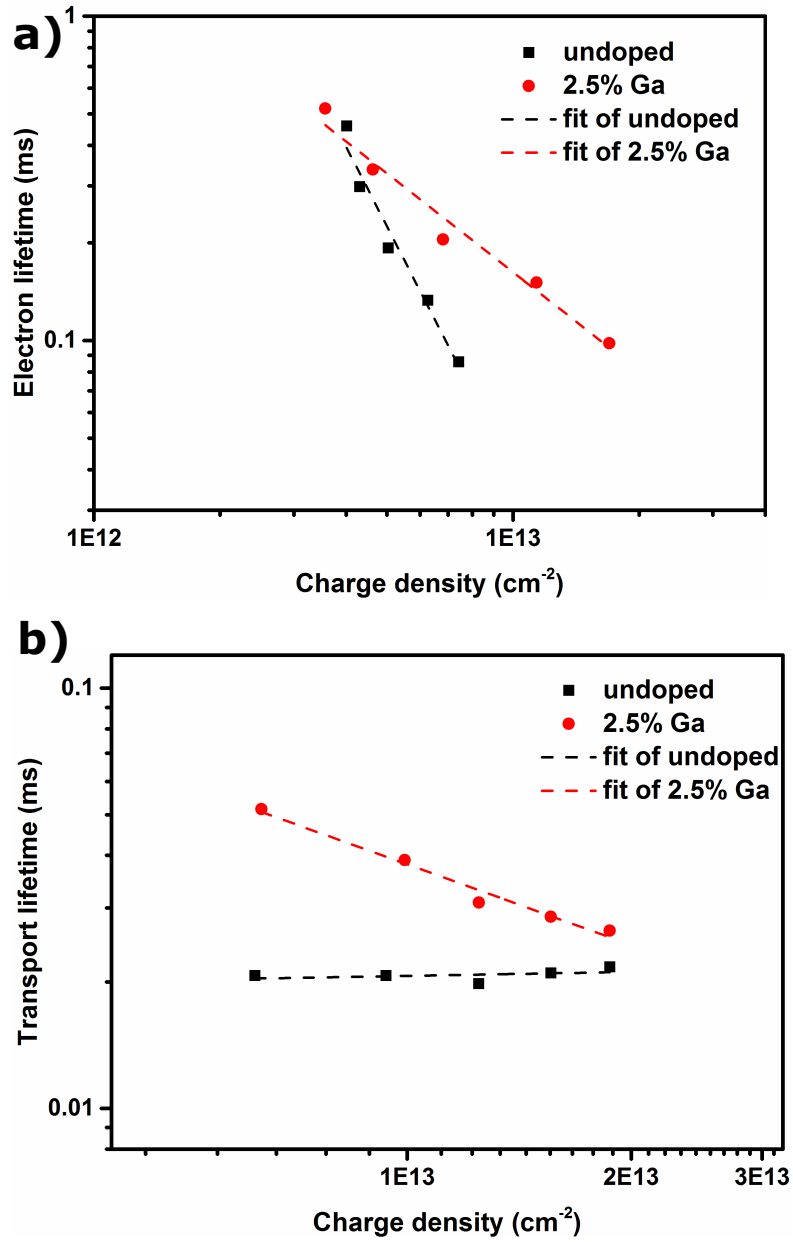 a)
1
0.1
Electron lifetime (ms)
undoped
2.5% Ga
fit of undoped
fit of 2.5% Ga
1E12
1E13
Charge density (cm⁻²)
b)
0.1
0.01
Transport lifetime (ms)
undoped
2.5% Ga
fit of undoped
fit of 2.5% Ga
1E13
2E13
3E13
Charge density (cm⁻²)